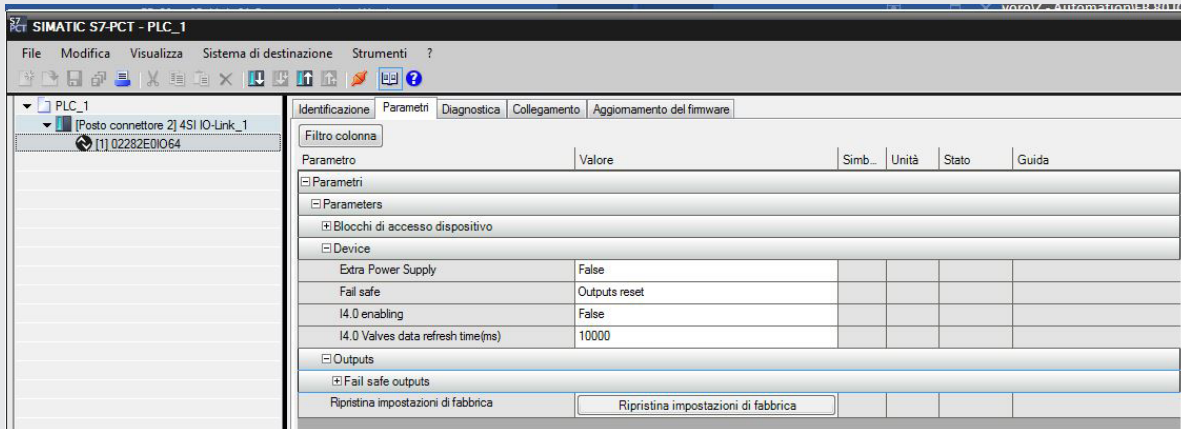 SIMATIC S7-PCT - PLC_1
File Modifica Visualizza Sistema di destinazione Strumenti ?
PLC_1
[Posto connettore 2] 4SI IO-Link_1
[1] 02282E0IO64
Identificazione Parametri Diagnostica Collegamento Aggiornamento del firmware
Filtro colonna
Parametro Valore Simb... Unità Stato Guida
Parametri
Parameters
Blocchi di accesso dispositivo
Device
Extra Power Supply False
Fail safe Outputs reset
I4.0 enabling False
I4.0 Valves data refresh time(ms) 10000
Outputs
Fail safe outputs
Ripristina impostazioni di fabbrica Ripristina impostazioni di fabbrica